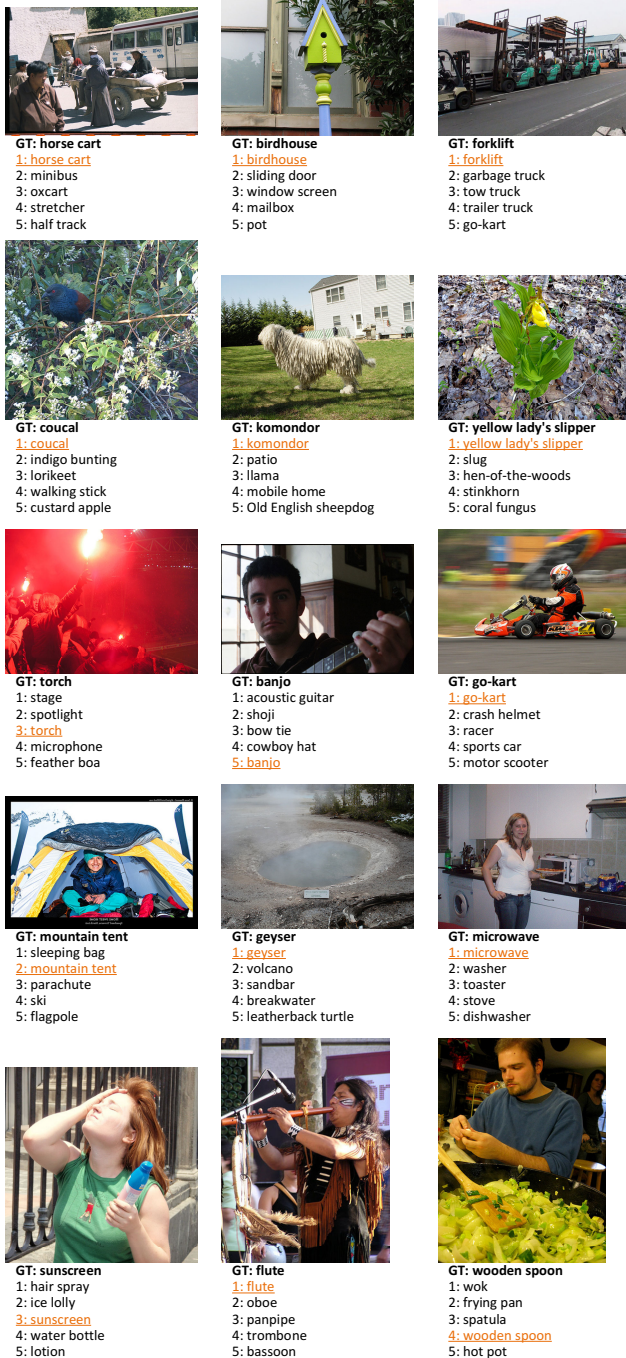 GT: horse cart
1: horse cart
2: minibus
3: oxcart
4: stretcher
5: half track
GT: birdhouse
1: birdhouse
2: sliding door
3: window screen
4: mailbox
5: pot
GT: forklift
1: forklift
2: garbage truck
3: tow truck
4: trailer truck
5: go-kart
GT: coucal
1: coucal
2: indigo bunting
3: lorikeet
4: walking stick
5: custard apple
GT: komondor
1: komondor
2: patio
3: llama
4: mobile home
5: Old English sheepdog
GT: yellow lady's slipper
1: yellow lady's slipper
2: slug
3: hen-of-the-woods
4: stinkhorn
5: coral fungus
GT: torch
1: stage
2: spotlight
3: torch
4: microphone
5: feather boa
GT: banjo
1: acoustic guitar
2: shoji
3: bow tie
4: cowboy hat
5: banjo
27
GT: go-kart
1: go-kart
2: crash helmet
3: racer
4: sports car
5: motor scooter
GT: mountain tent
1: sleeping bag
2: mountain tent
3: parachute
4: ski
5: flagpole
GT: geyser
1: geyser
2: volcano
3: sandbar
4: breakwater
5: leatherback turtle
GT: microwave
1: microwave
2: washer
3: toaster
4: stove
5: dishwasher
GT: sunscreen
1: hair spray
2: ice lolly
3: sunscreen
4: water bottle
5: lotion
GT: flute
1: flute
2: oboe
3: panpipe
4: trombone
5: bassoon
GT: wooden spoon
1: wok
2: frying pan
3: spatula
4: wooden spoon
5: hot pot